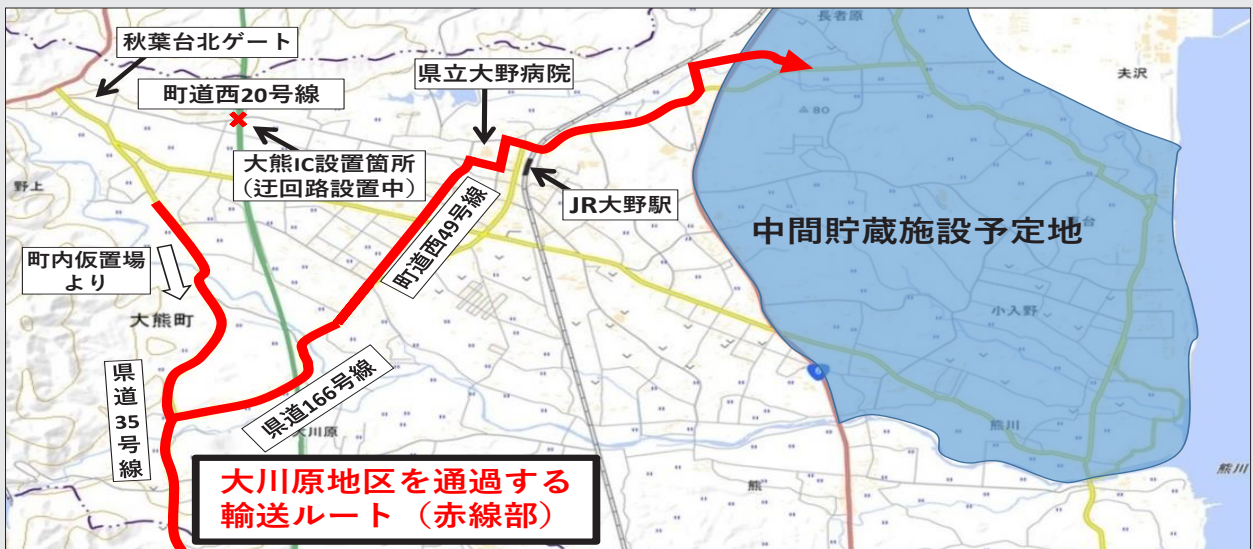 長者原
秋葉台北ゲート
県立大野病院
夫沢
町道西20号線
80
大熊IC設置箇所
（迂回路設置中）
野上
JR大野駅
町道西49号線
中間貯蔵施設予定地
町内仮置場
より
小入野
大熊町
6
県道35号線
県道166号線
大川原
熊川
熊川
大川原地区を通過する
輸送ルート（赤線部）
熊